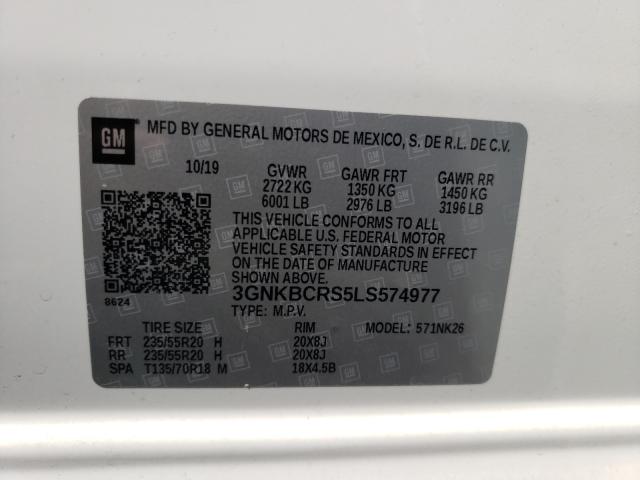 GM
MFD BY GENERAL MOTORS DE MEXICO, S. DE R.L. DE C.V.
10/19 GVWR GAWR FRT GAWR RR
2722 KG 1350 KG 1450 KG
6001 LB 2976 LB 3196 LB
THIS VEHICLE CONFORMS TO ALL
APPLICABLE U.S. FEDERAL MOTOR
VEHICLE SAFETY STANDARDS IN EFFECT
ON THE DATE OF MANUFACTURE
SHOWN ABOVE.
8624 3GNKBCRS5LS574977
TYPE: M.P.V.
TIRE SIZE RIM MODEL: 571NK26
FRT 235/55R20 H 20X8J
RR 235/55R20 H 20X8J
SPA T135/70R18 M 18X4.5B